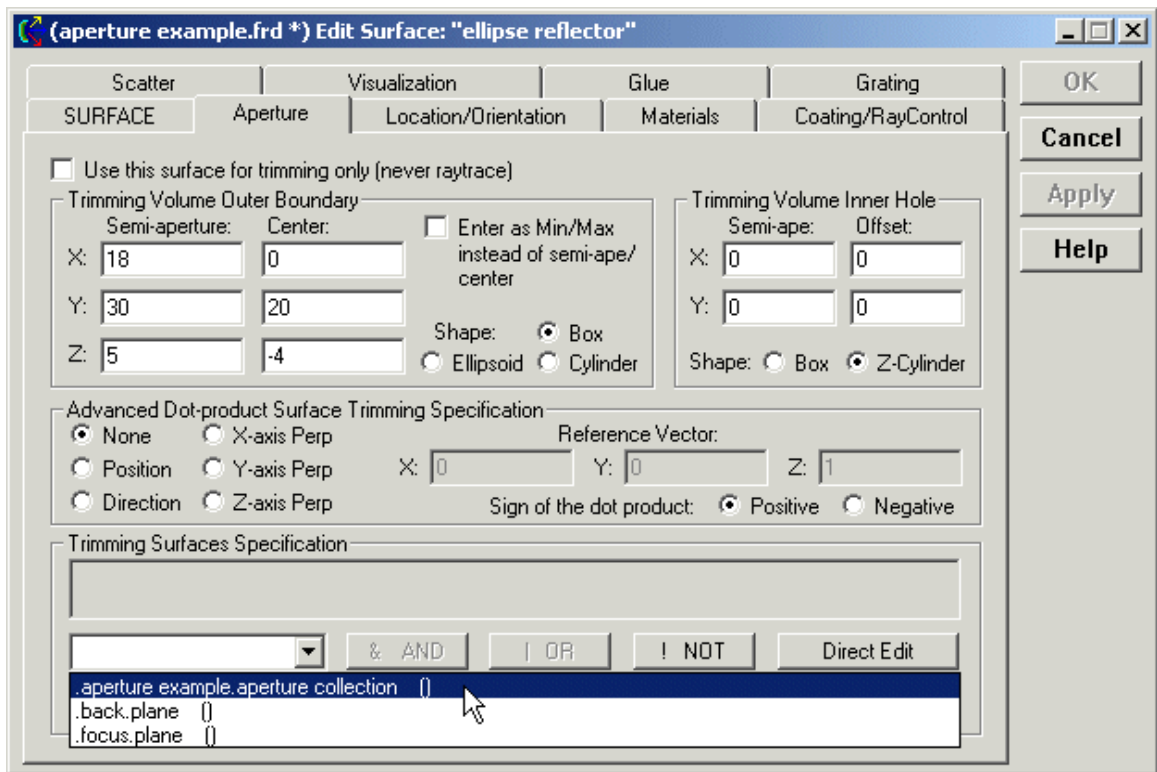 (aperture example.frd *) Edit Surface: "ellipse reflector"
Scatter Visualization Glue Grating
SURFACE Aperture Location/Orientation Materials Coating/RayControl
OK
Cancel
Apply
Help
Use this surface for trimming only (never raytrace)
Trimming Volume Outer Boundary
Semi-aperture: Center:
X: 18 0
Y: 30 20
Z: 5 -4
Enter as Min/Max
instead of semi-ape/
center
Shape: Box
Ellipsoid Cylinder
Trimming Volume Inner Hole
Semi-ape: Offset:
X: 0 0
Y: 0 0
Shape: Box Z-Cylinder
Advanced Dot-product Surface Trimming Specification
None X-axis Perp
Position Y-axis Perp
Direction Z-axis Perp
Reference Vector:
X: 0 Y: 0 Z: 1
Sign of the dot product: Positive Negative
Trimming Surfaces Specification
& AND | OR ! NOT Direct Edit
.aperture example.aperture collection ()
.back.plane ()
.focus.plane ()